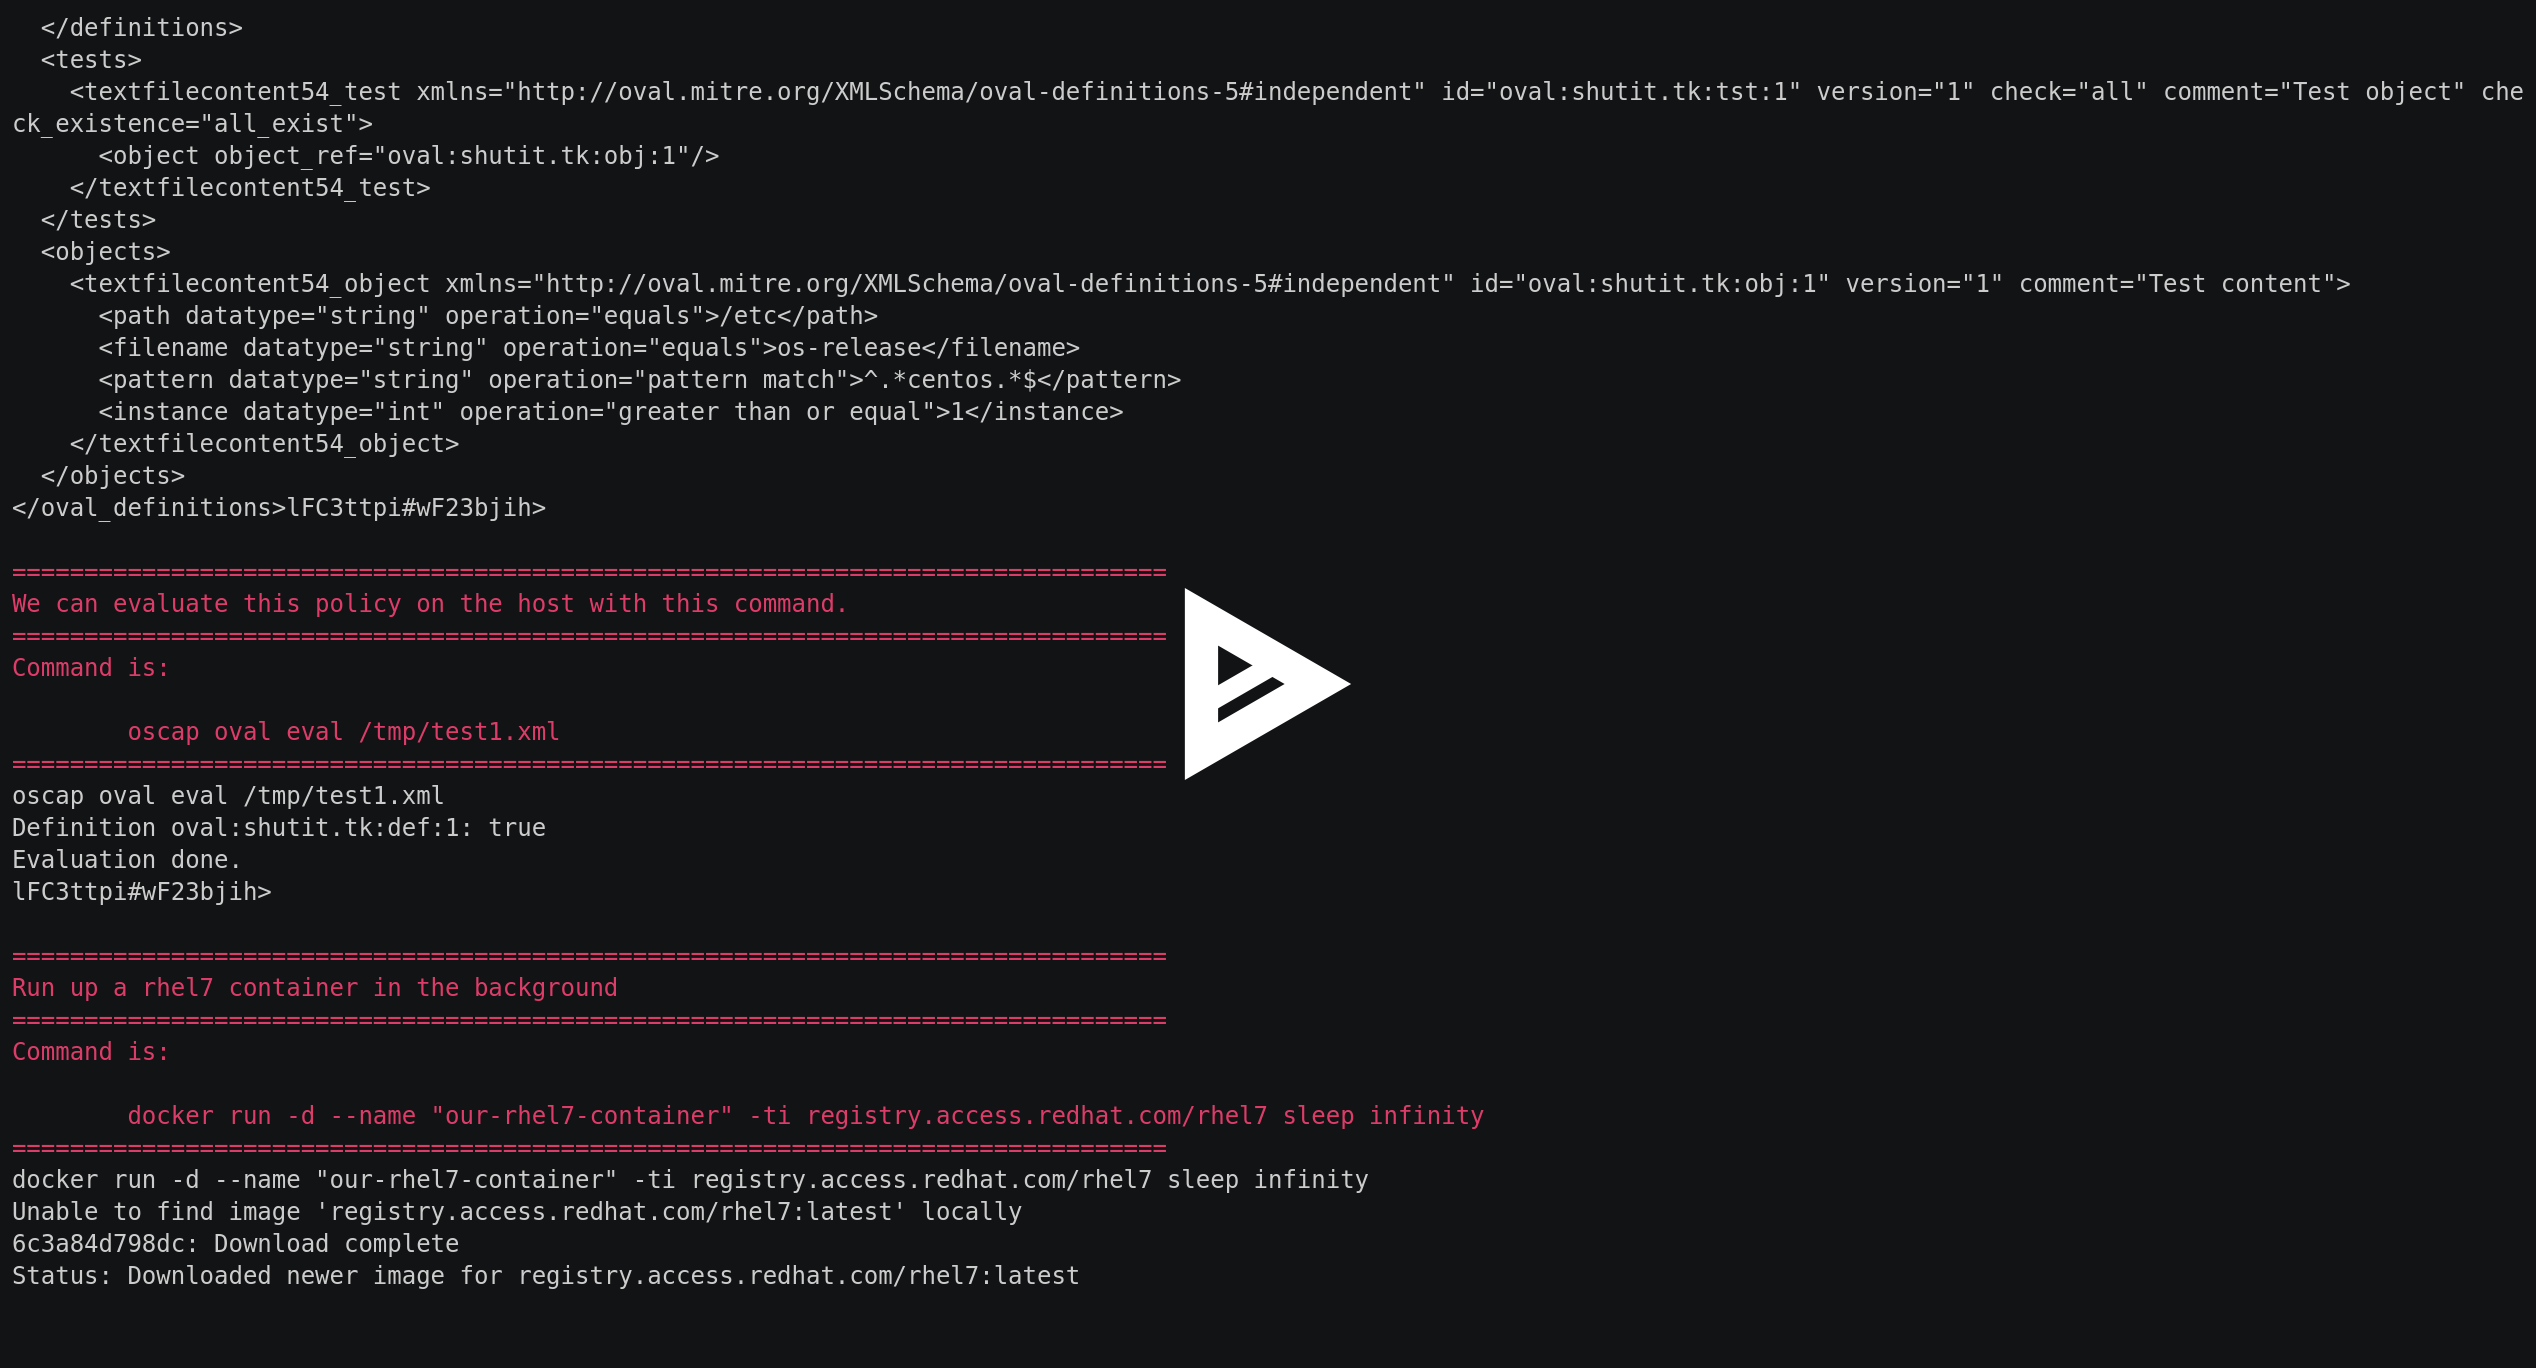 </definitions>
  <tests>
    <textfilecontent54_test xmlns="http://oval.mitre.org/XMLSchema/oval-definitions-5#independent" id="oval:shutit.tk:tst:1" version="1" check="all" comment="Test object" che
ck_existence="all_exist">
      <object object_ref="oval:shutit.tk:obj:1"/>
    </textfilecontent54_test>
  </tests>
  <objects>
    <textfilecontent54_object xmlns="http://oval.mitre.org/XMLSchema/oval-definitions-5#independent" id="oval:shutit.tk:obj:1" version="1" comment="Test content">
      <path datatype="string" operation="equals">/etc</path>
      <filename datatype="string" operation="equals">os-release</filename>
      <pattern datatype="string" operation="pattern match">^.*centos.*$</pattern>
      <instance datatype="int" operation="greater than or equal">1</instance>
    </textfilecontent54_object>
  </objects>
</oval_definitions>lFC3ttpi#wF23bjih>

================================================================================
We can evaluate this policy on the host with this command.
================================================================================
Command is:

        oscap oval eval /tmp/test1.xml
================================================================================
oscap oval eval /tmp/test1.xml
Definition oval:shutit.tk:def:1: true
Evaluation done.
lFC3ttpi#wF23bjih>

================================================================================
Run up a rhel7 container in the background
================================================================================
Command is:

        docker run -d --name "our-rhel7-container" -ti registry.access.redhat.com/rhel7 sleep infinity
================================================================================
docker run -d --name "our-rhel7-container" -ti registry.access.redhat.com/rhel7 sleep infinity
Unable to find image 'registry.access.redhat.com/rhel7:latest' locally
6c3a84d798dc: Download complete
Status: Downloaded newer image for registry.access.redhat.com/rhel7:latest